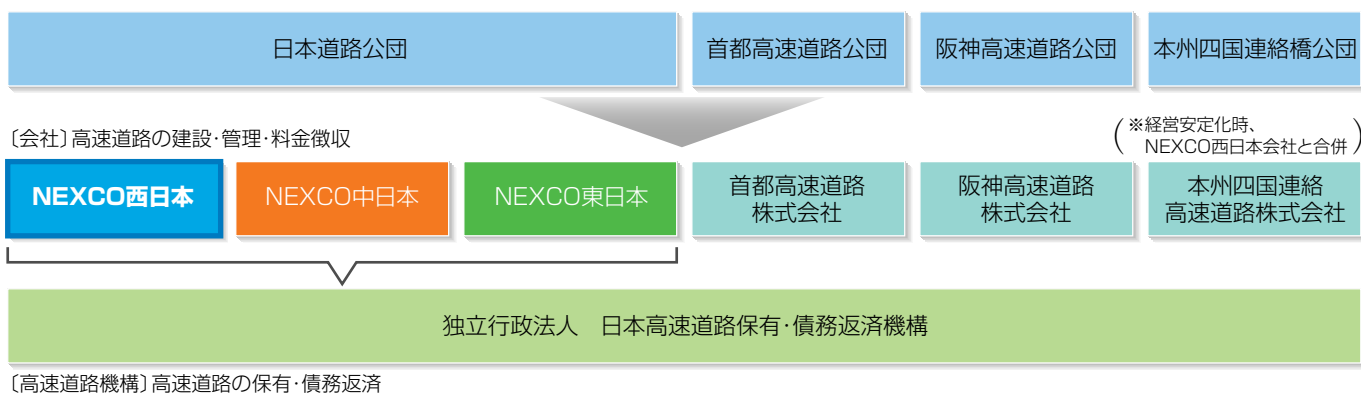 日本道路公団
首都高速道路公団
阪神高速道路公団
本州四国連絡橋公団
〔会社〕高速道路の建設・管理・料金徴収
(※経営安定化時、
NEXCO西日本会社と合併)
NEXCO西日本
NEXCO中日本
NEXCO東日本
首都高速道路
株式会社
阪神高速道路
株式会社
本州四国連絡
高速道路株式会社
独立行政法人　日本高速道路保有・債務返済機構
〔高速道路機構〕高速道路の保有・債務返済